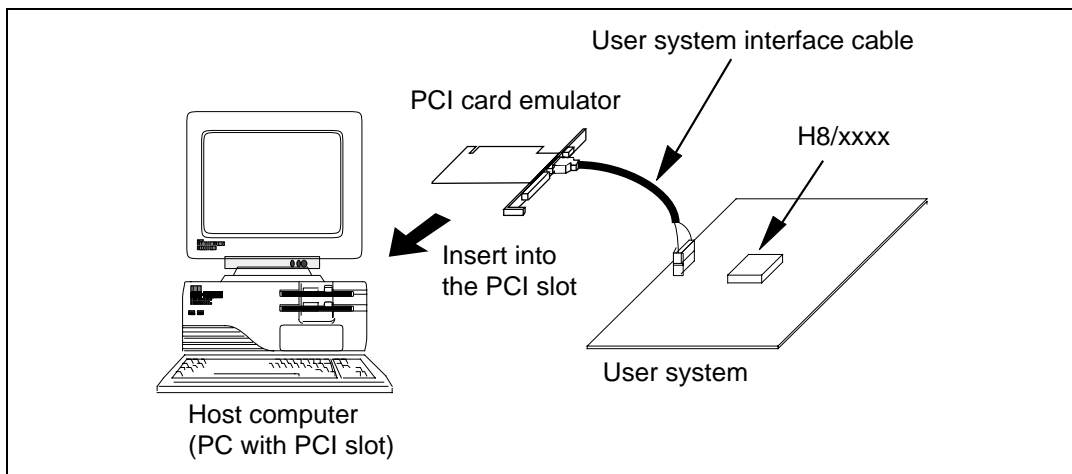 User system interface cable
PCI card emulator
H8/xxxx
Insert into
the PCI slot
User system
Host computer
(PC with PCI slot)